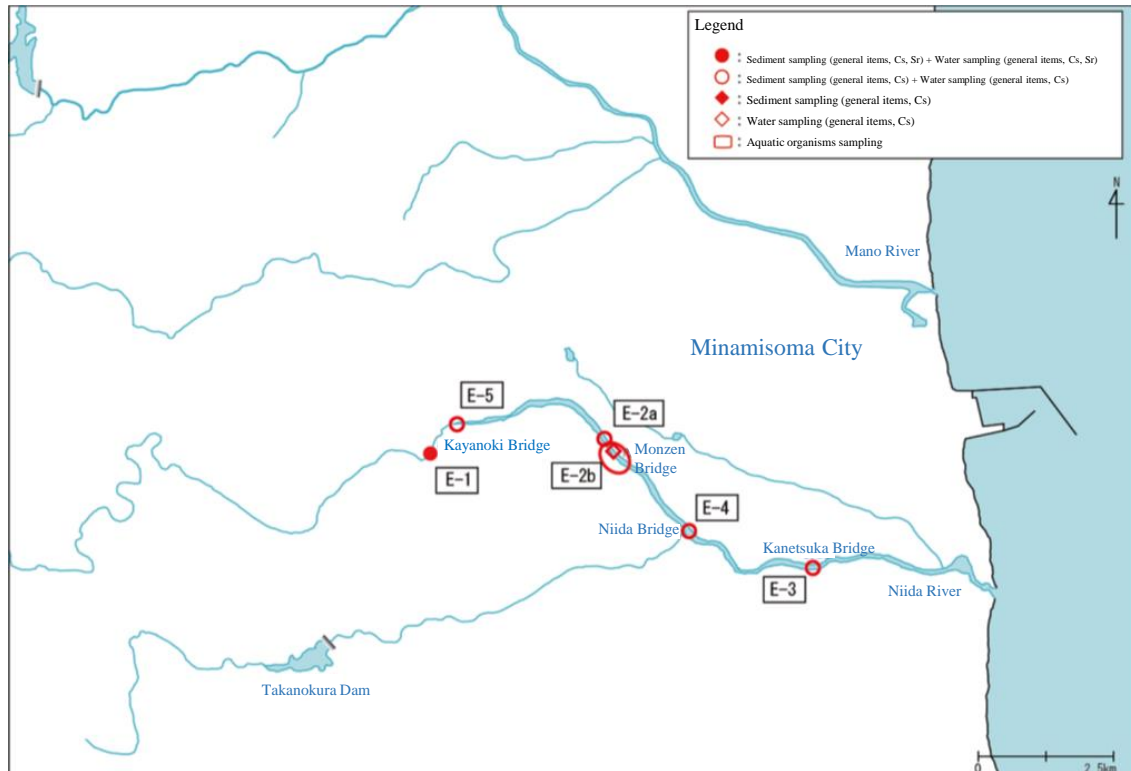 Legend
: Sediment sampling (general items, Cs, Sr) + Water sampling (general items, Cs, Sr)
: Sediment sampling (general items, Cs) + Water sampling (general items, Cs)
: Sediment sampling (general items, Cs)
: Water sampling (general items, Cs)
: Aquatic organisms sampling
N
4
Mano River
Minamisoma City
E-5
E-2a
Kayanoki Bridge
Monzen
Bridge
E-1
E-2b
E-4
Niida Bridge
Kanetsuka Bridge
E-3
Niida River
Takanokura Dam
0
2.5km